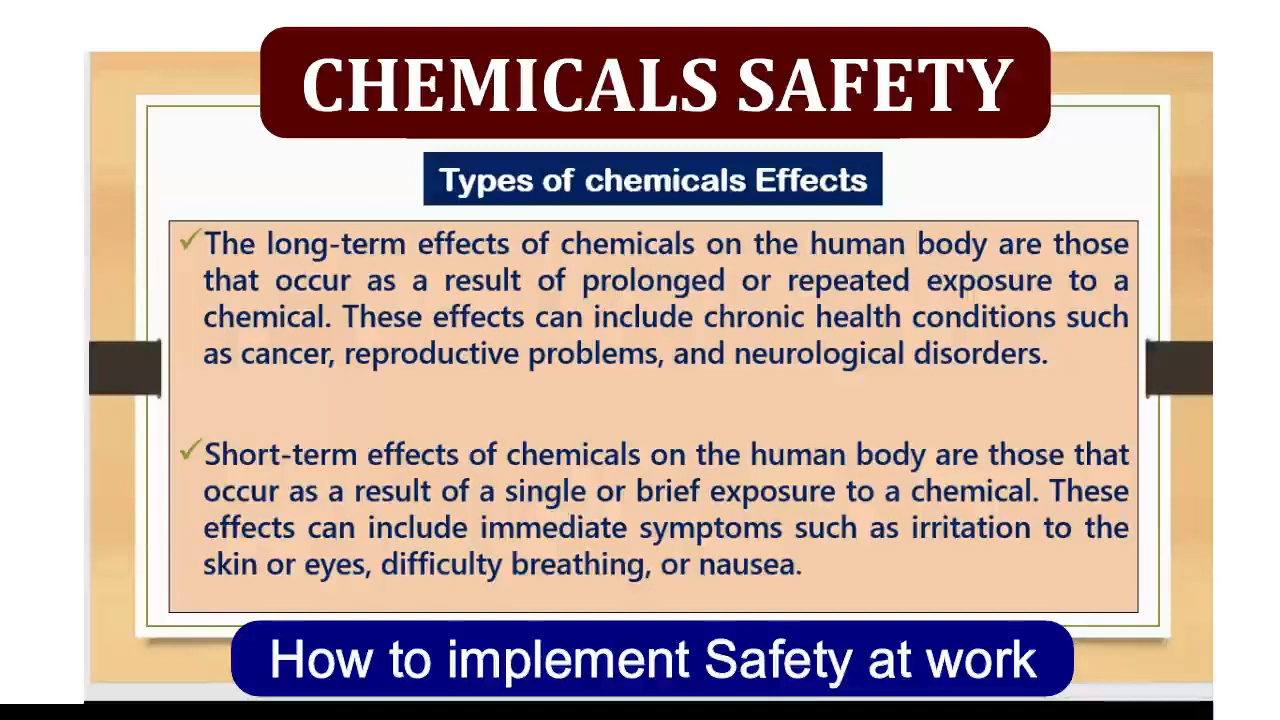 CHEMICALS SAFETY
Types of chemicals Effects
✓The long-term effects of chemicals on the human body are those
that occur as a result of prolonged or repeated exposure to a
chemical. These effects can include chronic health conditions such
as cancer, reproductive problems, and neurological disorders.
✓Short-term effects of chemicals on the human body are those that
occur as a result of a single or brief exposure to a chemical. These
effects can include immediate symptoms such as irritation to the
skin or eyes, difficulty breathing, or nausea.
How to implement Safety at work